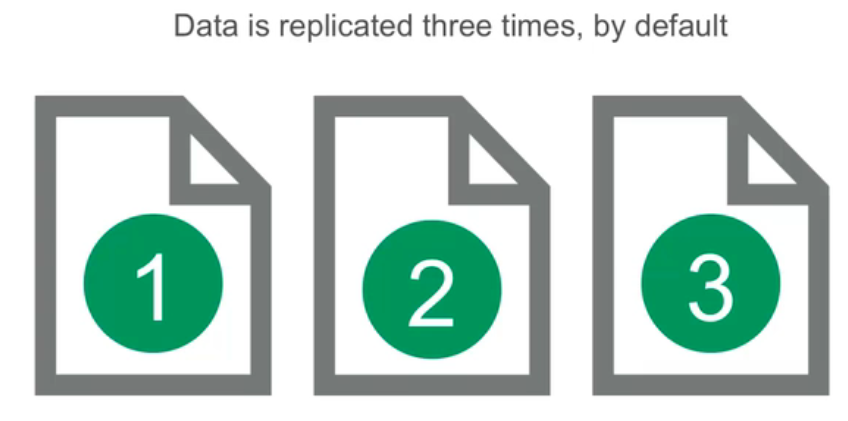 Data is replicated three times, by default
1 2 3